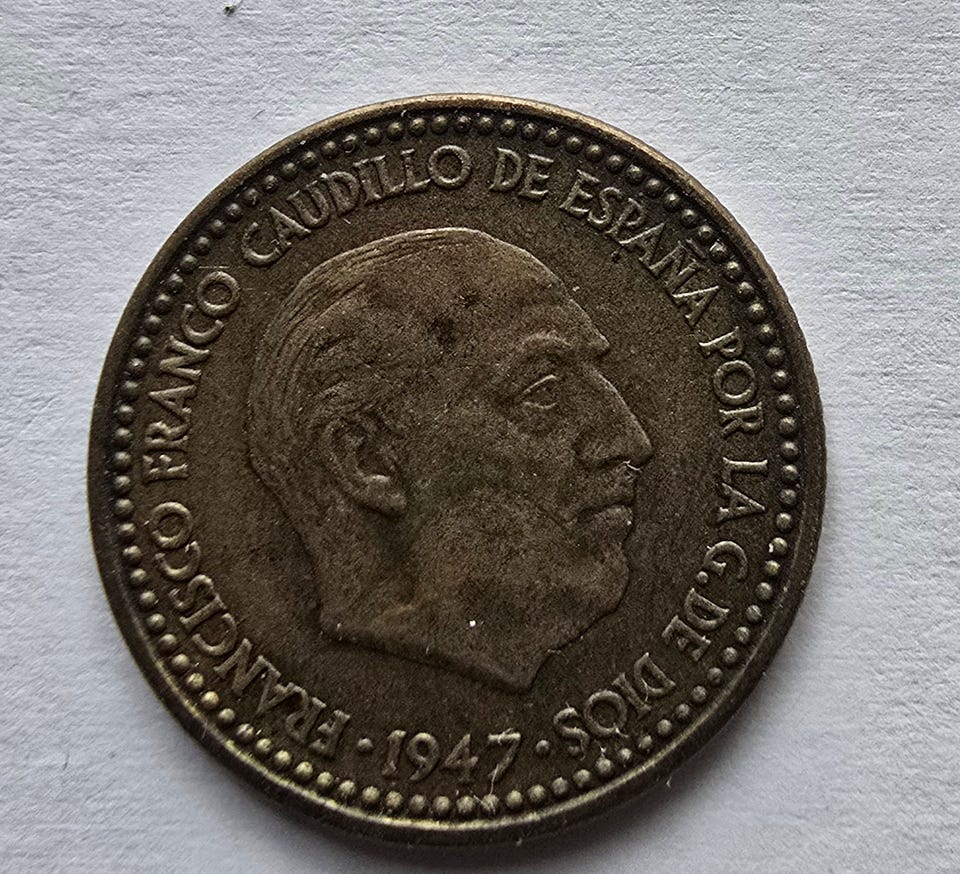 FRANCISCO FRANCO CAUDILLO DE ESPAÑA POR LA G. DE DIOS
· 1947 ·